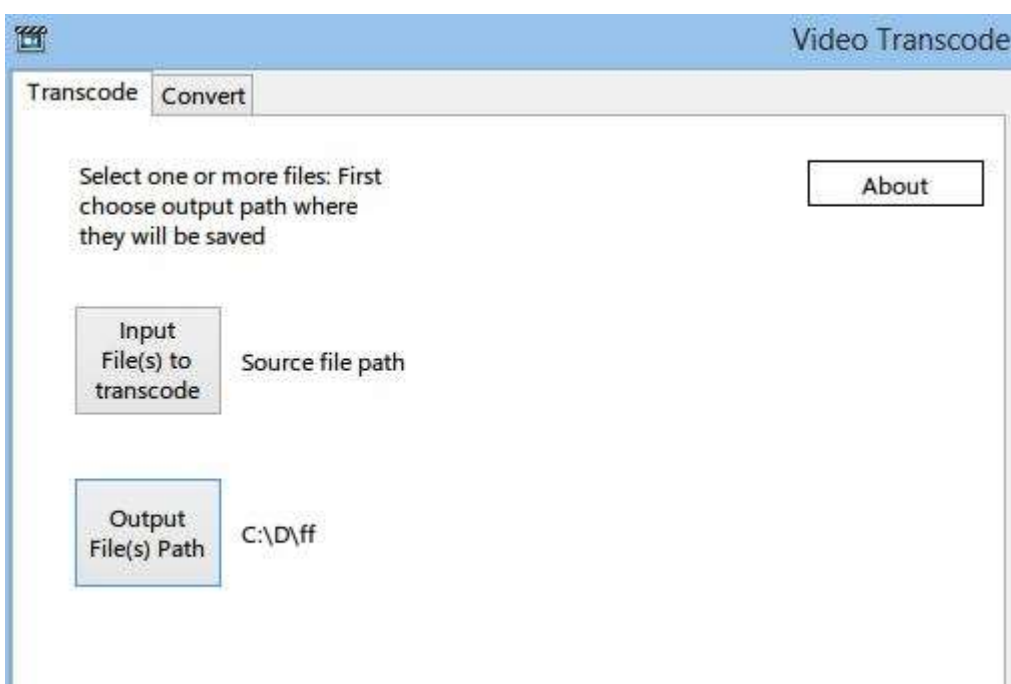 Video Transcode
Transcode
Convert
Select one or more files: First
choose output path where
they will be saved
About
Input
File(s) to
transcode
Source file path
Output
File(s) Path
C:\D\ff